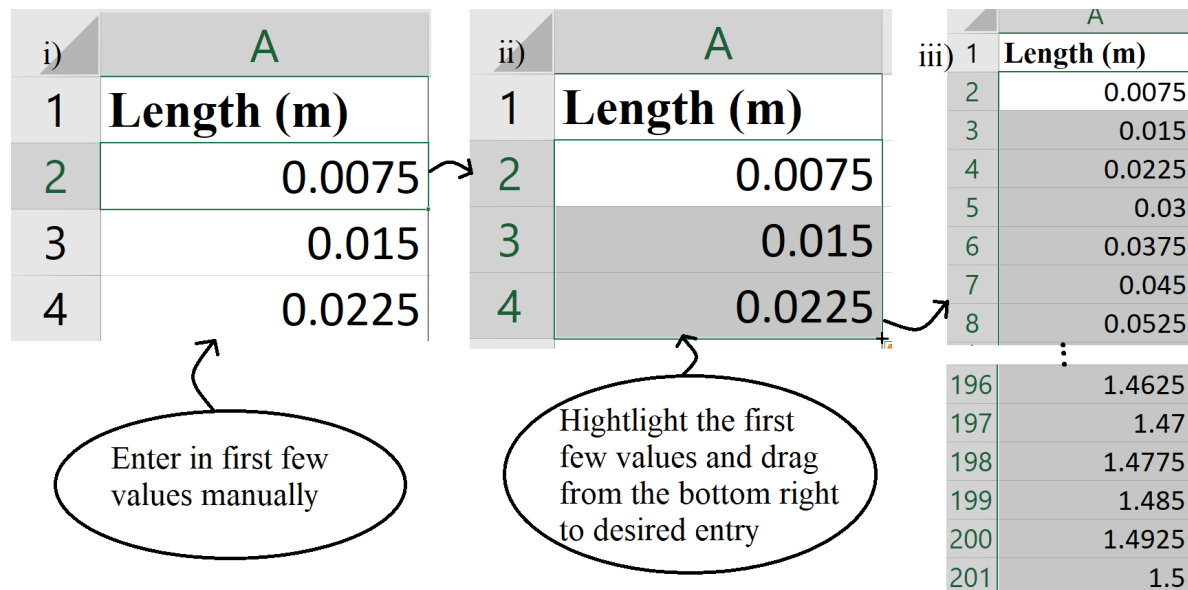 i)
A
1 Length (m)
2 0.0075
3 0.015
4 0.0225
Enter in first few
values manually
ii)
A
1 Length (m)
2 0.0075
3 0.015
4 0.0225
Hightlight the first
few values and drag
from the bottom right
to desired entry
iii)
A
1 Length (m)
2 0.0075
3 0.015
4 0.0225
5 0.03
6 0.0375
7 0.045
8 0.0525
196 1.4625
197 1.47
198 1.4775
199 1.485
200 1.4925
201 1.5